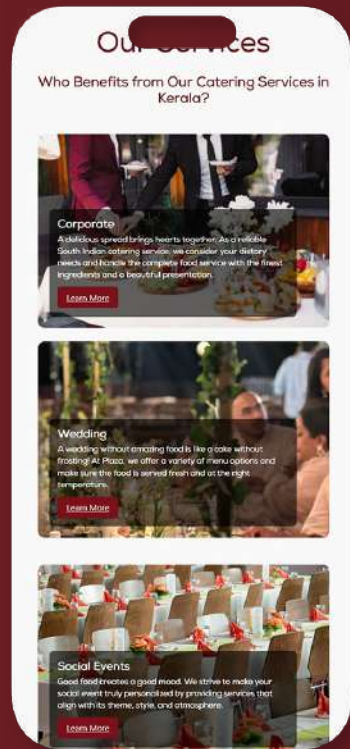 Our Services
Who Benefits from Our Catering Services in
Kerala?
Corporate
A delicious spread brings hearts together. As a reliable
South Indian catering service, we consider your dietary
needs and handle the complete food service with the finest
ingredients and a beautiful presentation.
Learn More
Wedding
A wedding without amazing food is like a cake without
frosting! At Plaza, we offer a variety of menu options and
make sure the food is served fresh and at the right
temperature.
Learn More
Social Events
Good food creates a good mood. We strive to make your
social event truly personalized by providing services that
align with its theme, style, and atmosphere.
Learn More